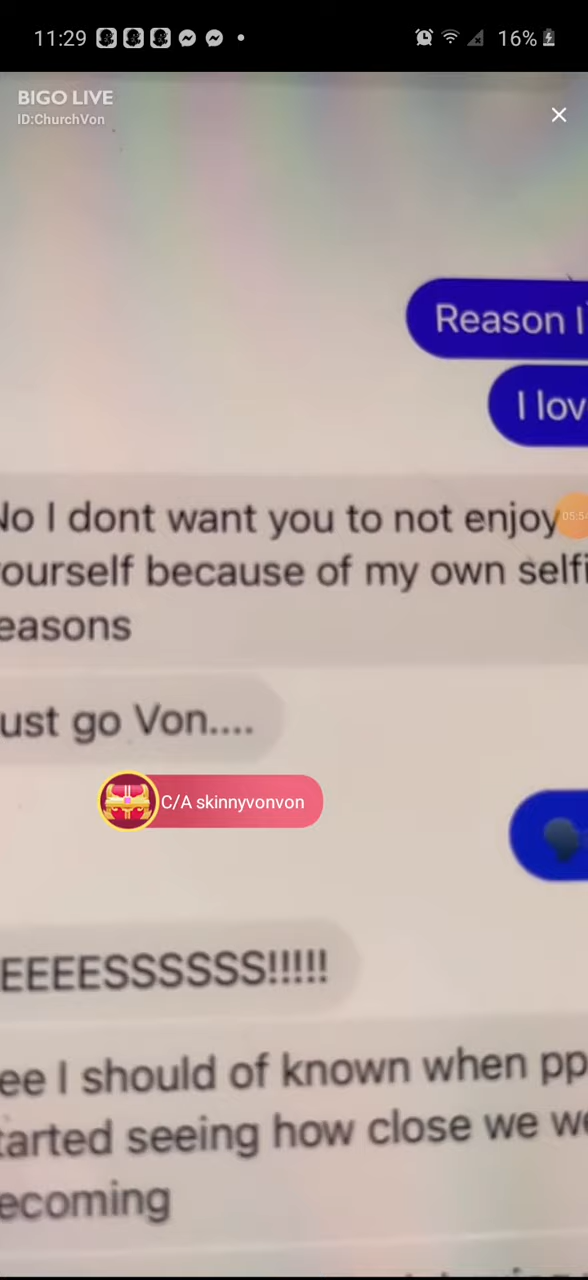 11:29
16%
BIGO LIVE
ID:ChurchVon
Reason I
I lov
No I dont want you to not enjoy
05:54
ourself because of my own selfi
easons
ust go Von....
C/A skinnyvonvon
EEEESSSSSS!!!!!
ee I should of known when pp
tarted seeing how close we we
ecoming